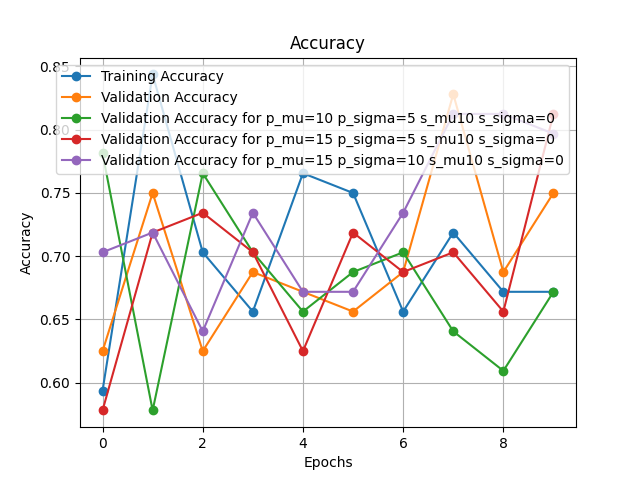 Accuracy
Training Accuracy
Validation Accuracy
Validation Accuracy for p_mu=10 p_sigma=5 s_mu10 s_sigma=0
Validation Accuracy for p_mu=15 p_sigma=5 s_mu10 s_sigma=0
Validation Accuracy for p_mu=15 p_sigma=10 s_mu10 s_sigma=0
0.85
0.80
0.75
0.70
0.65
0.60
Accuracy
0 2 4 6 8
Epochs